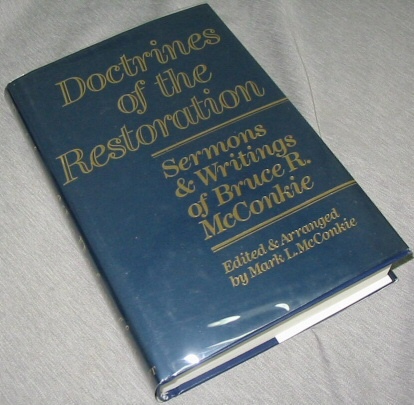 Doctrines
of the
Restoration
Sermons
& Writings
of Bruce R.
McConkie
Edited & Arranged
by Mark L. McConkie